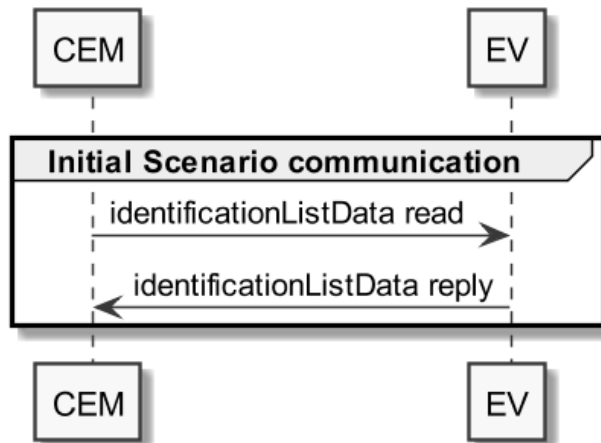 CEM EV
Initial Scenario communication
identificationListData read
identificationListData reply
CEM EV